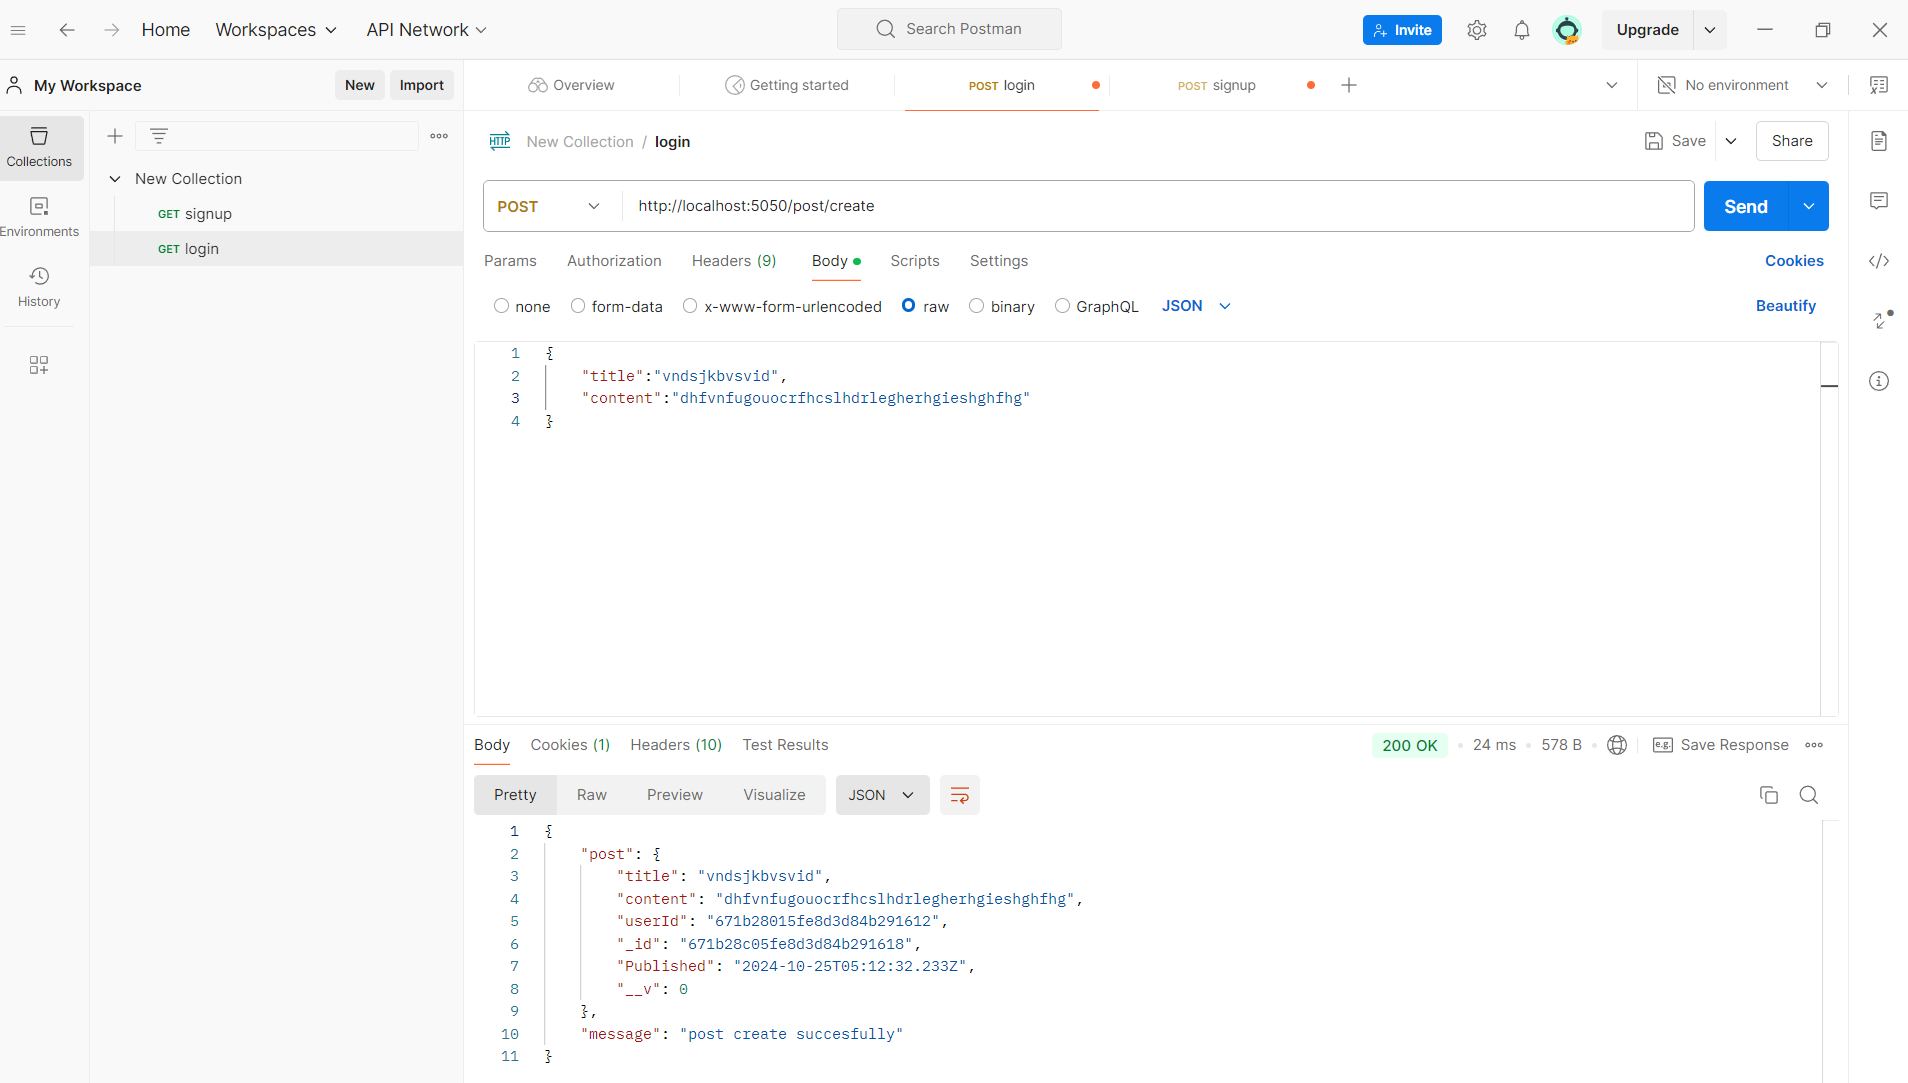 Home Workspaces API Network Search Postman Invite Upgrade
My Workspace New Import Overview Getting started POST login POST signup No environment
Collections
New Collection / login Save Share
New Collection
GET signup
GET login
Environments
History
POST http://localhost:5050/post/create Send
Params Authorization Headers (9) Body Scripts Settings Cookies
none form-data x-www-form-urlencoded raw binary GraphQL JSON Beautify
1 {
2 "title":"vndsjkbvsvid",
3 "content":"dhfvnfugouocrfhcslhdrlegherhgieshghfhg"
4 }
Body Cookies (1) Headers (10) Test Results 200 OK 24 ms 578 B e.g. Save Response
Pretty Raw Preview Visualize JSON
1 {
2 "post": {
3 "title": "vndsjkbvsvid",
4 "content": "dhfvnfugouocrfhcslhdrlegherhgieshghfhg",
5 "userId": "671b28015fe8d3d84b291612",
6 "_id": "671b28c05fe8d3d84b291618",
7 "Published": "2024-10-25T05:12:32.233Z",
8 "__v": 0
9 },
10 "message": "post create succesfully"
11 }